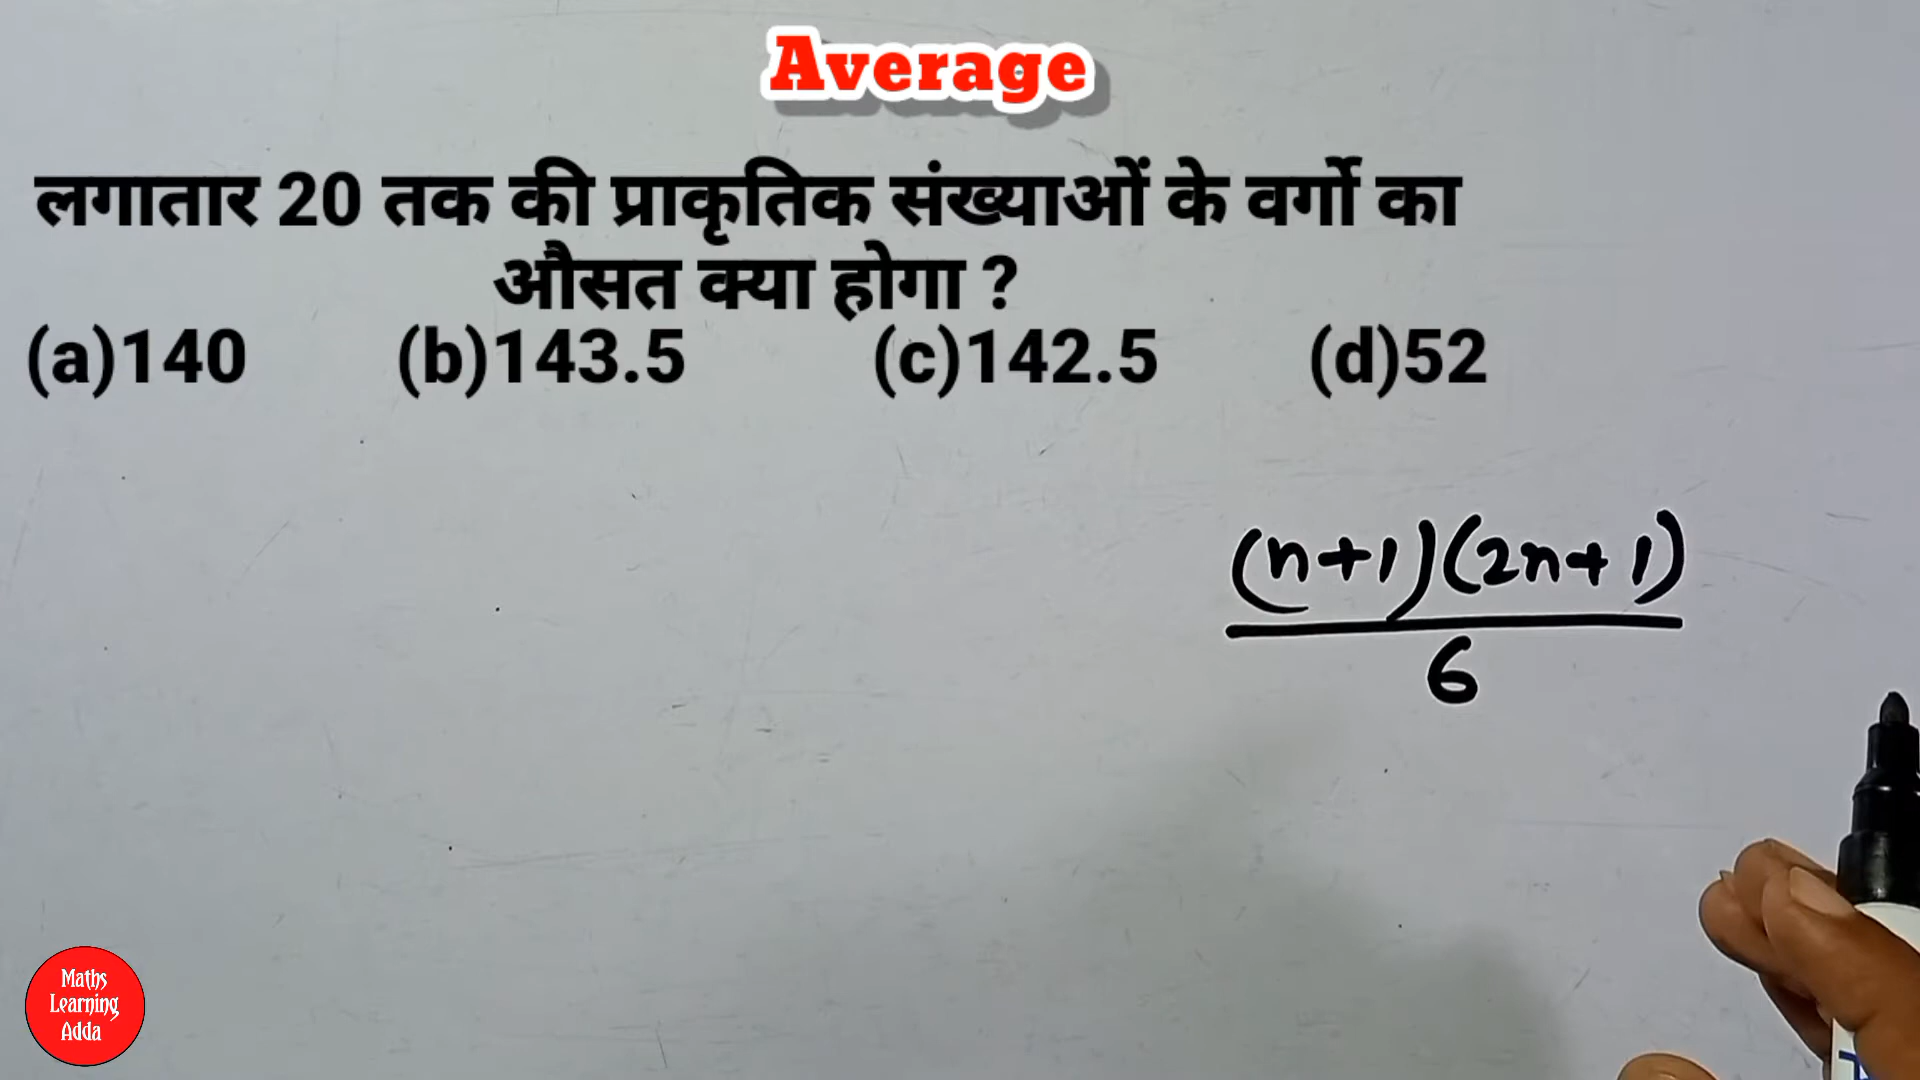 Average
लगातार 20 तक की प्राकृतिक संख्याओं के वर्गो का
औसत क्या होगा ?
(a)140 (b)143.5 (c)142.5 (d)52
(n+1)(2n+1)
6
Maths
Learning
Adda